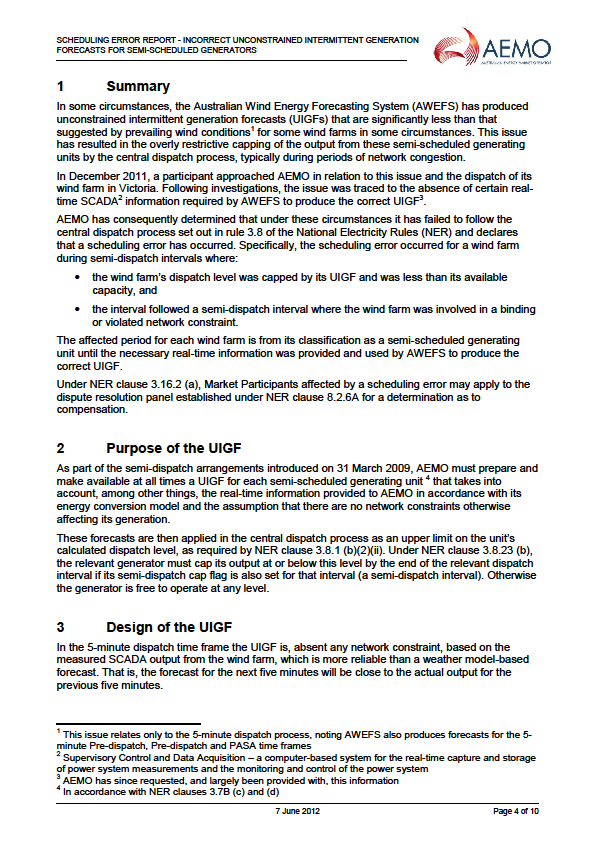 SCHEDULING ERROR REPORT - INCORRECT UNCONSTRAINED INTERMITTENT GENERATION
FORECASTS FOR SEMI-SCHEDULED GENERATORS
AEMO
AUSTRALIAN ENERGY MARKET OPERATOR
1 Summary
In some circumstances, the Australian Wind Energy Forecasting System (AWEFS) has produced
unconstrained intermittent generation forecasts (UIGFs) that are significantly less than that
suggested by prevailing wind conditions1 for some wind farms in some circumstances. This issue
has resulted in the overly restrictive capping of the output from these semi-scheduled generating
units by the central dispatch process, typically during periods of network congestion.
In December 2011, a participant approached AEMO in relation to this issue and the dispatch of its
wind farm in Victoria. Following investigations, the issue was traced to the absence of certain real-
time SCADA2 information required by AWEFS to produce the correct UIGF3.
AEMO has consequently determined that under these circumstances it has failed to follow the
central dispatch process set out in rule 3.8 of the National Electricity Rules (NER) and declares
that a scheduling error has occurred. Specifically, the scheduling error occurred for a wind farm
during semi-dispatch intervals where:
• the wind farm's dispatch level was capped by its UIGF and was less than its available
capacity, and
• the interval followed a semi-dispatch interval where the wind farm was involved in a binding
or violated network constraint.
The affected period for each wind farm is from its classification as a semi-scheduled generating
unit until the necessary real-time information was provided and used by AWEFS to produce the
correct UIGF.
Under NER clause 3.16.2 (a), Market Participants affected by a scheduling error may apply to the
dispute resolution panel established under NER clause 8.2.6A for a determination as to
compensation.
2 Purpose of the UIGF
As part of the semi-dispatch arrangements introduced on 31 March 2009, AEMO must prepare and
make available at all times a UIGF for each semi-scheduled generating unit 4 that takes into
account, among other things, the real-time information provided to AEMO in accordance with its
energy conversion model and the assumption that there are no network constraints otherwise
affecting its generation.
These forecasts are then applied in the central dispatch process as an upper limit on the unit's
calculated dispatch level, as required by NER clause 3.8.1 (b)(2)(ii). Under NER clause 3.8.23 (b),
the relevant generator must cap its output at or below this level by the end of the relevant dispatch
interval if its semi-dispatch cap flag is also set for that interval (a semi-dispatch interval). Otherwise
the generator is free to operate at any level.
3 Design of the UIGF
In the 5-minute dispatch time frame the UIGF is, absent any network constraint, based on the
measured SCADA output from the wind farm, which is more reliable than a weather model-based
forecast. That is, the forecast for the next five minutes will be close to the actual output for the
previous five minutes.
1 This issue relates only to the 5-minute dispatch process, noting AWEFS also produces forecasts for the 5-
minute Pre-dispatch, Pre-dispatch and PASA time frames
2 Supervisory Control and Data Acquisition – a computer-based system for the real-time capture and storage
of power system measurements and the monitoring and control of the power system
3 AEMO has since requested, and largely been provided with, this information
4 In accordance with NER clauses 3.7B (c) and (d)
7 June 2012 Page 4 of 10